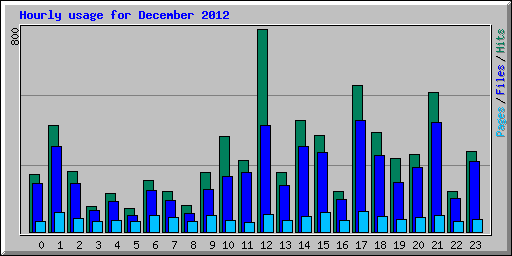 Hourly usage for December 2012
800
Pages / Files / Hits
0 1 2 3 4 5 6 7 8 9 10 11 12 13 14 15 16 17 18 19 20 21 22 23